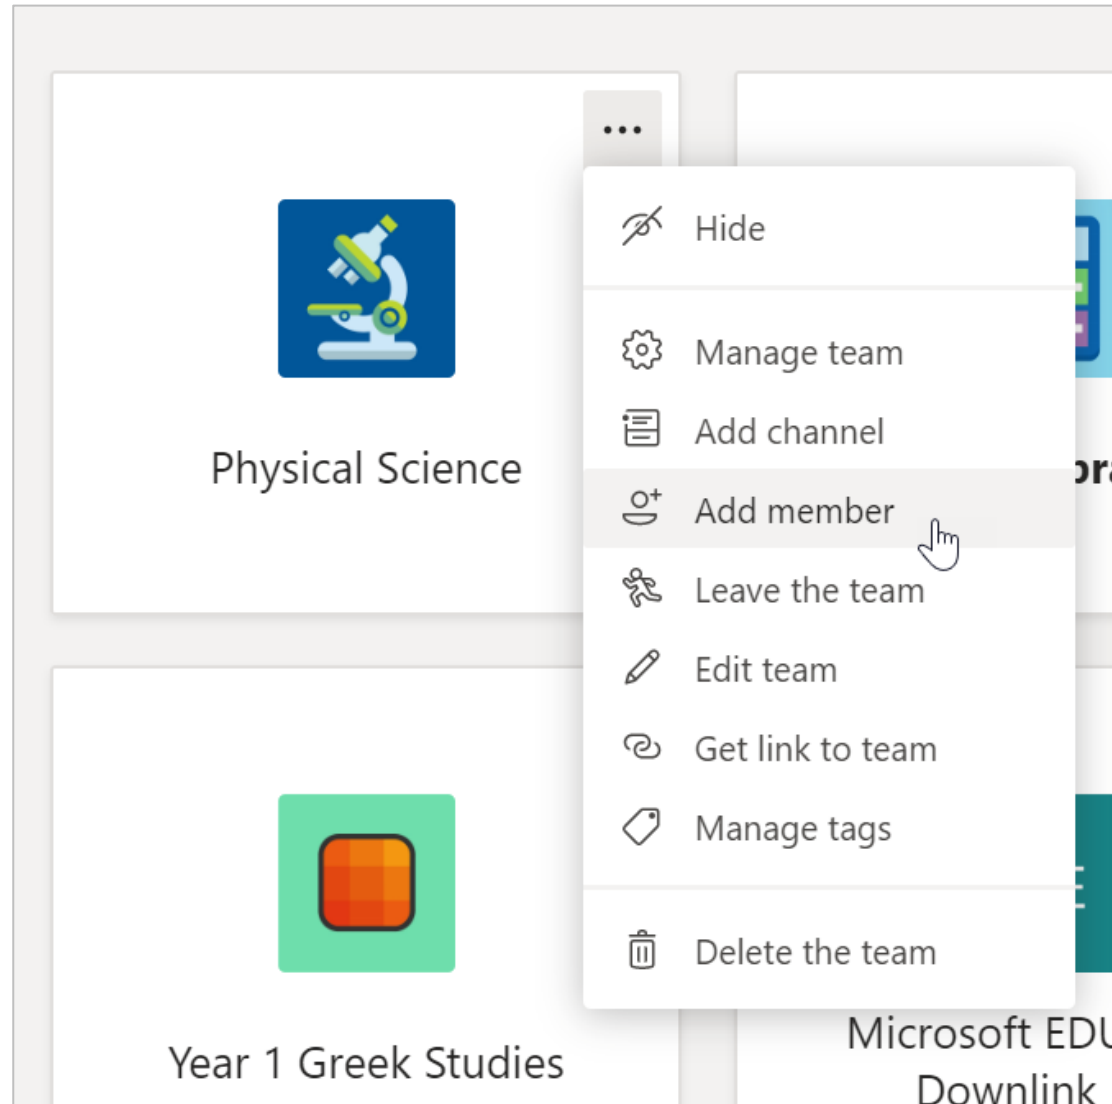 Hide
Manage team
Add channel
Physical Science
Add member
Leave the team
Edit team
Get link to team
Manage tags
Delete the team
Year 1 Greek Studies
Microsoft EDU
Downlink